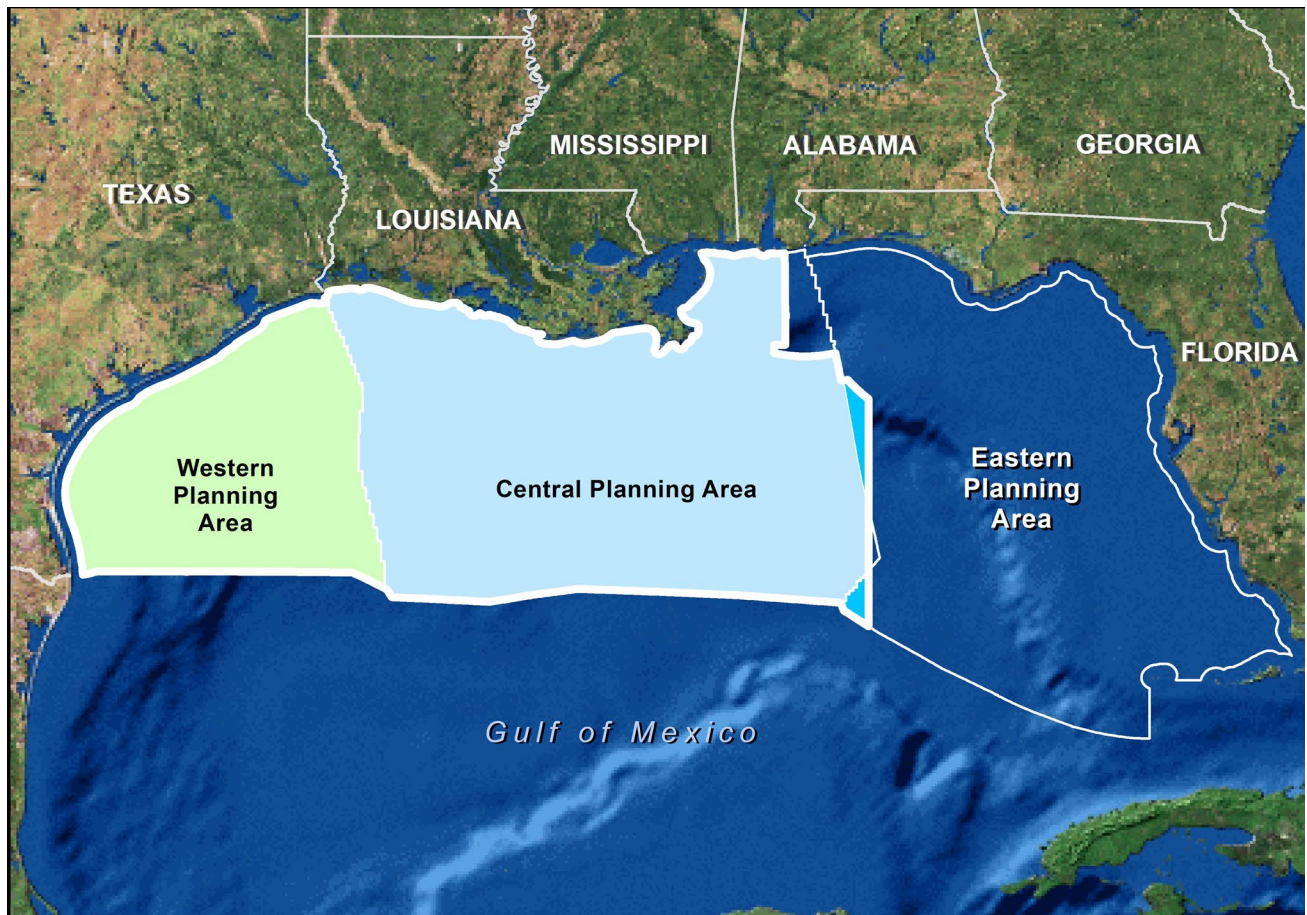 MISSISSIPPI
ALABAMA
GEORGIA
TEXAS
LOUISIANA
FLORIDA
Western
Planning
Area
Central Planning Area
Eastern
Planning
Area
Gulf of Mexico